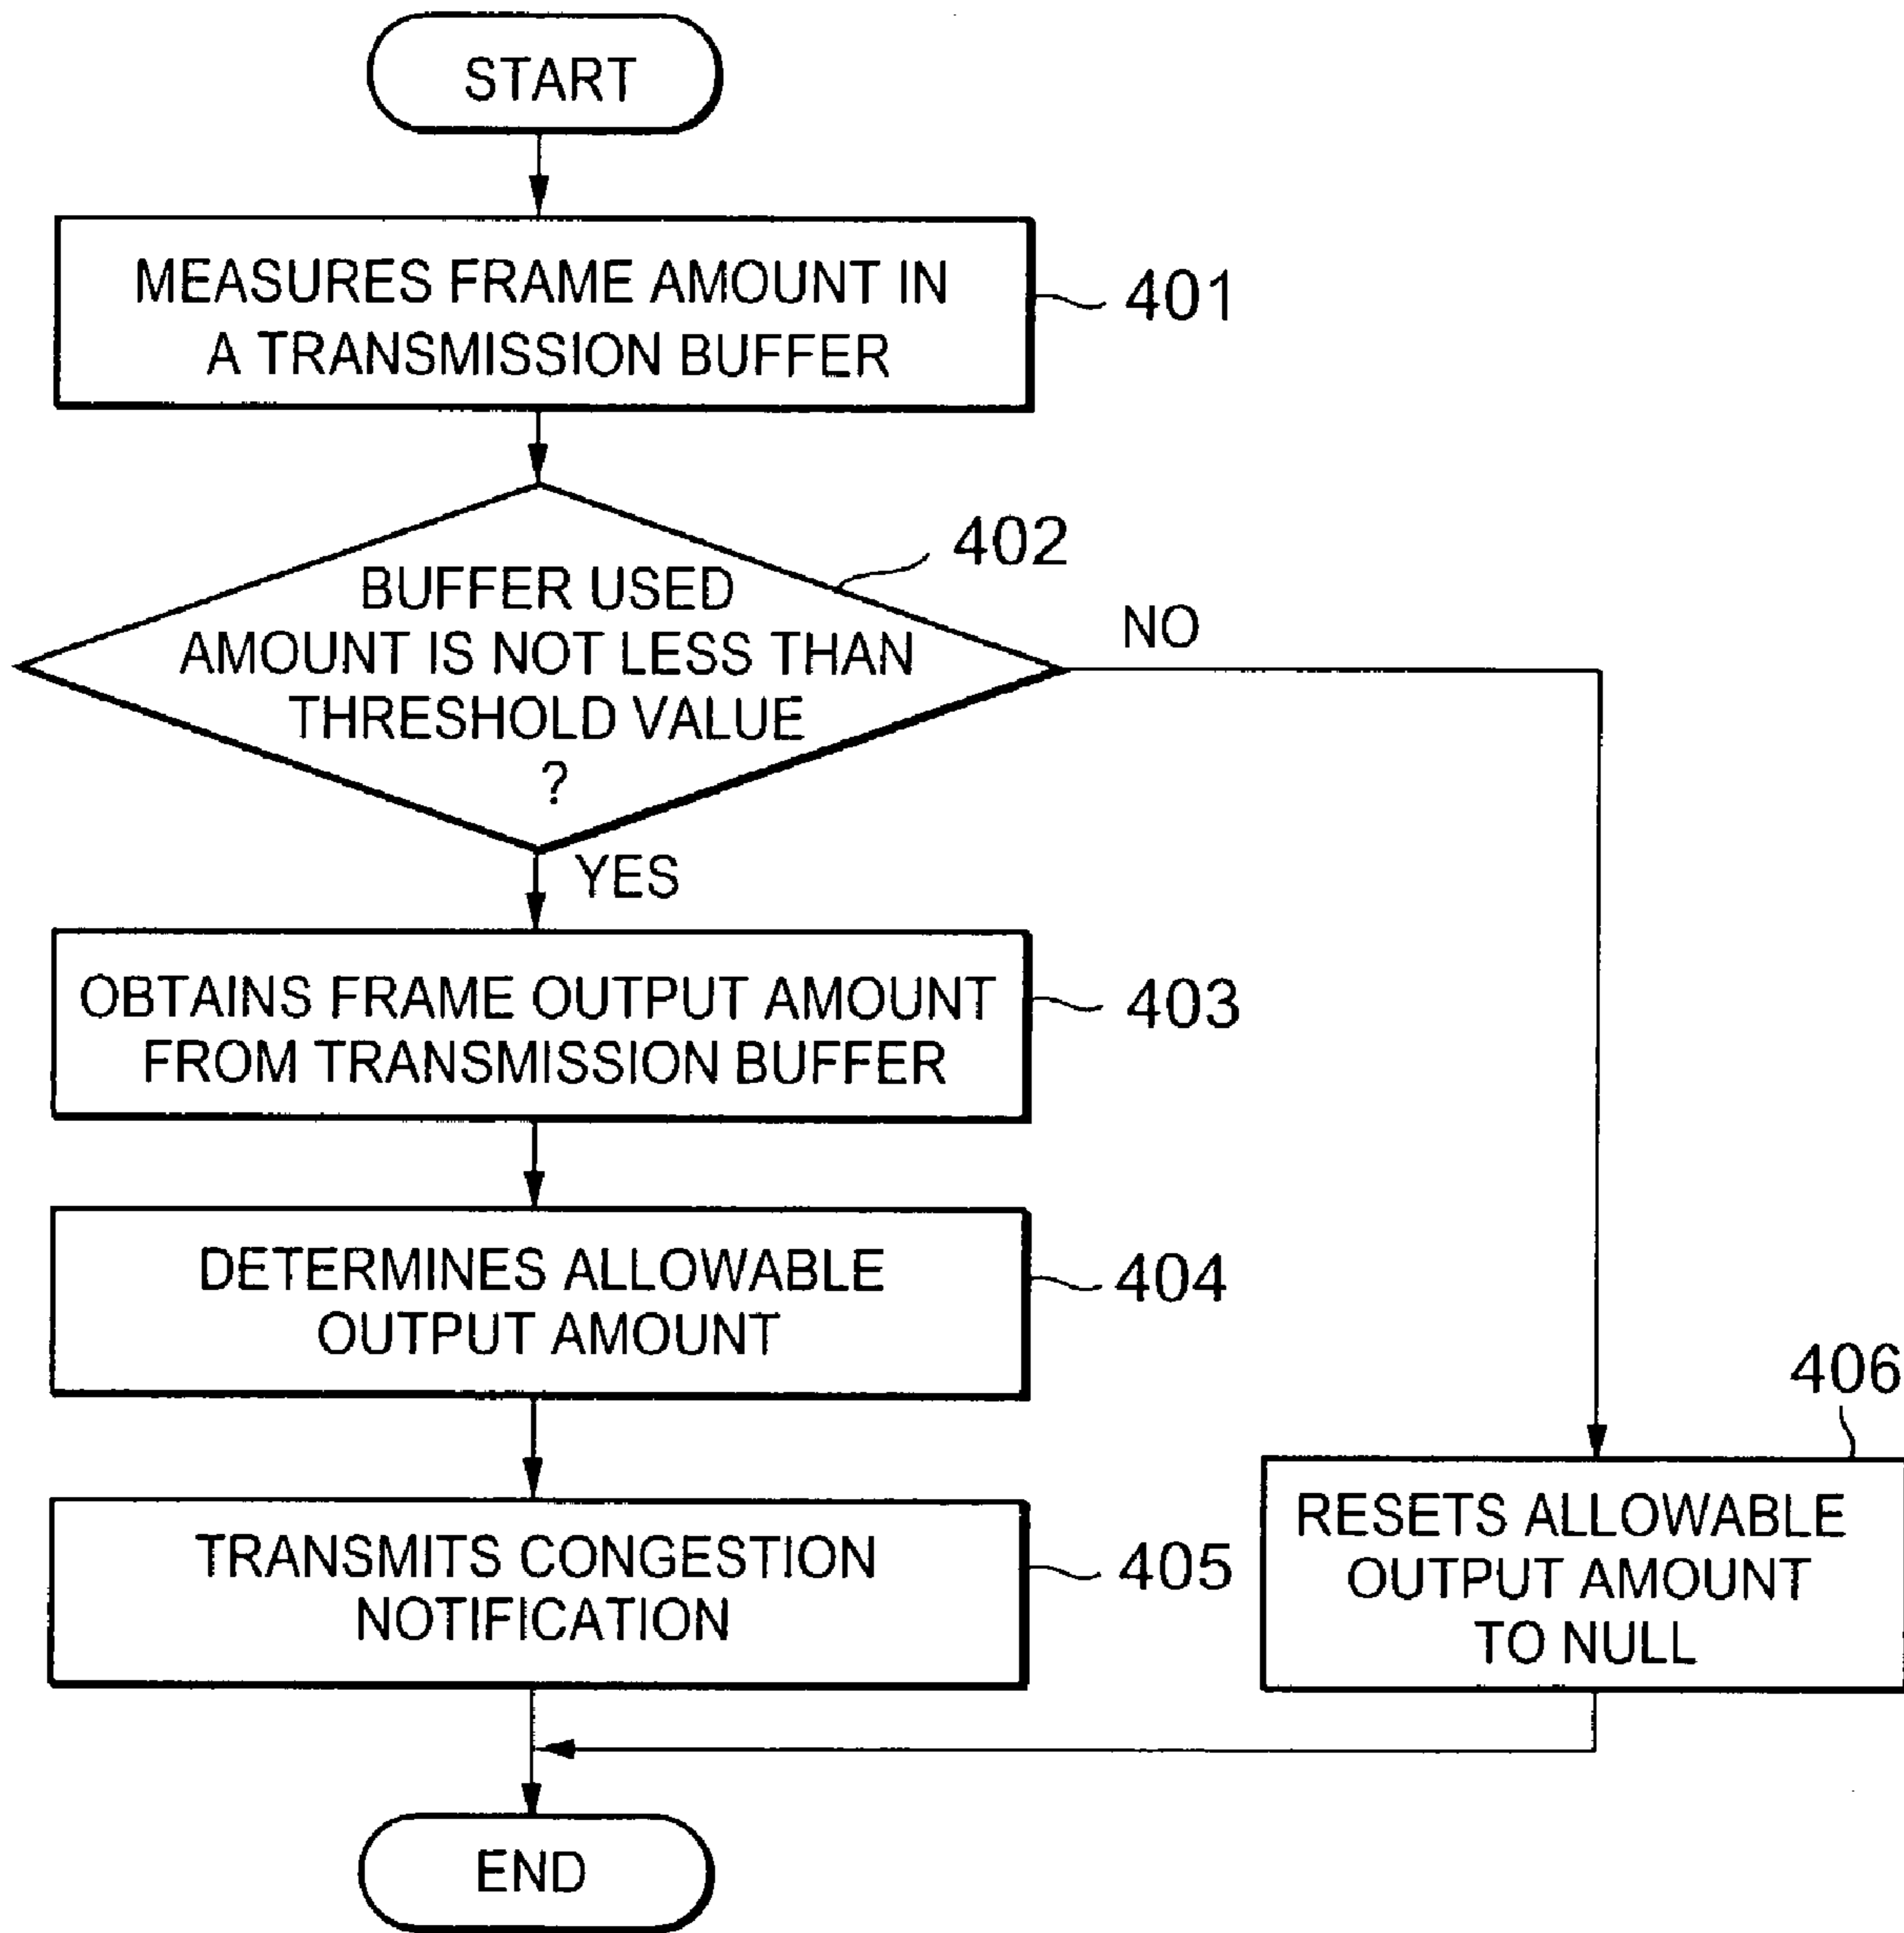 START
MEASURES FRAME AMOUNT IN
A TRANSMISSION BUFFER
401
402
BUFFER USED
AMOUNT IS NOT LESS THAN
THRESHOLD VALUE
?
NO
YES
OBTAINS FRAME OUTPUT AMOUNT
FROM TRANSMISSION BUFFER
403
DETERMINES ALLOWABLE
OUTPUT AMOUNT
404
TRANSMITS CONGESTION
NOTIFICATION
405
406
RESETS ALLOWABLE
OUTPUT AMOUNT
TO NULL
END